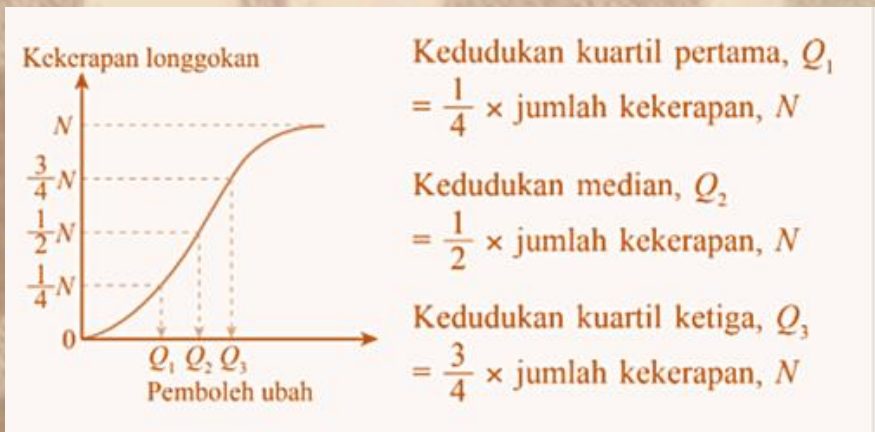 Kekerapan longgokan
N
3/4 N
1/2 N
1/4 N
0
Q₁ Q₂ Q₃
Pemboleh ubah
Kedudukan kuartil pertama, Q₁
= 1/4 × jumlah kekerapan, N
Kedudukan median, Q₂
= 1/2 × jumlah kekerapan, N
Kedudukan kuartil ketiga, Q₃
= 3/4 × jumlah kekerapan, N